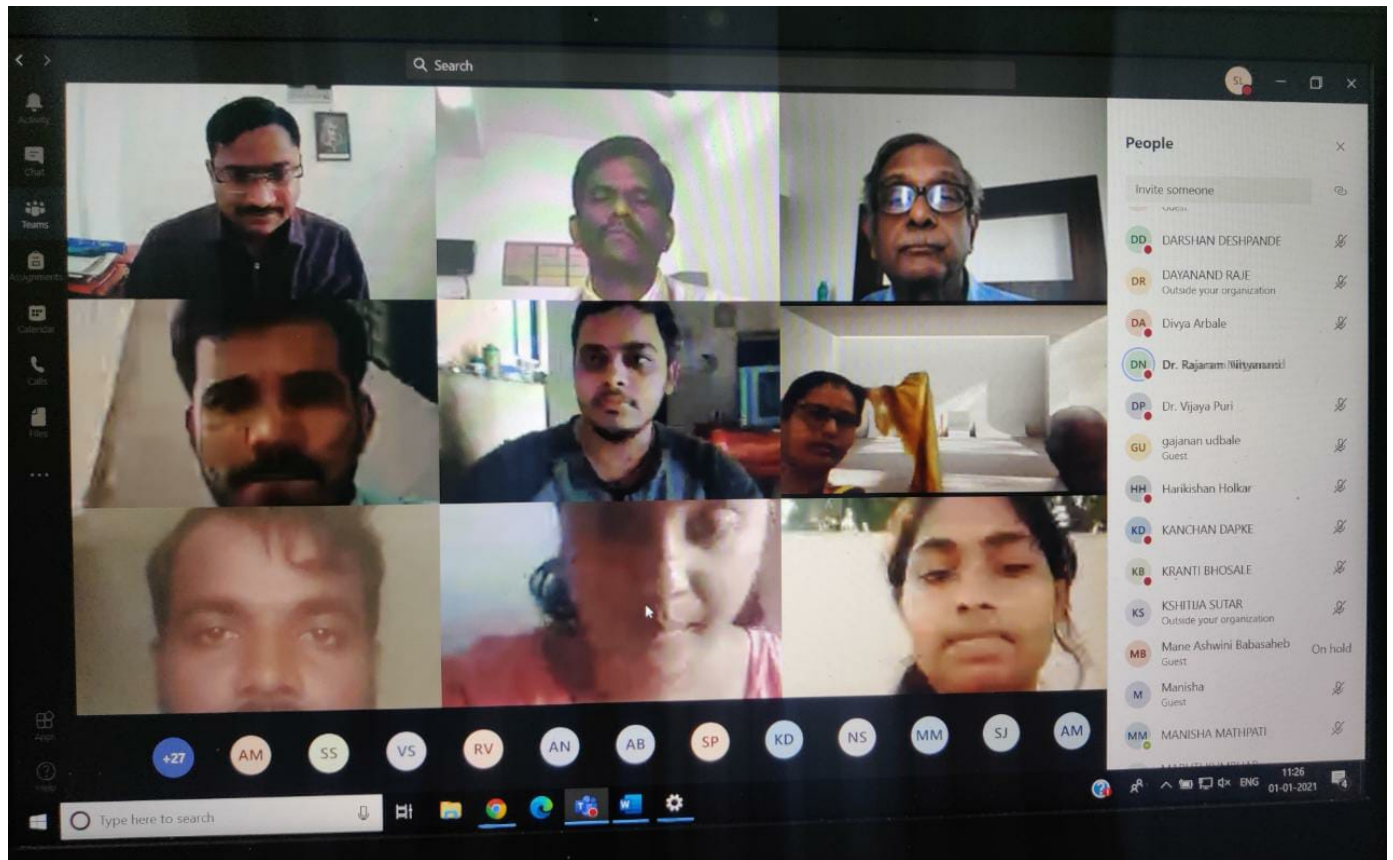 Search
SL
Activity
Chat
Teams
Assignments
Calendar
Calls
Files
Apps
Help
People
Invite someone
Guest
DD DARSHAN DESHPANDE
DR DAYANAND RAJE
Outside your organization
DA Divya Arbale
DN Dr. Rajaram
DP Dr. Vijaya Puri
GU gajanan udbale
Guest
HH Harikishan Holkar
KD KANCHAN DAPKE
KB KRANTI BHOSALE
KS KSHITIJA SUTAR
Outside your organization
MB Mane Ashwini Babasaheb On hold
Guest
M Manisha
Guest
MM MANISHA MATHPATI
+27 AM SS VS RV AN AB SP KD NS MM SJ AM
Type here to search
W
ENG
11:26
01-01-2021
4